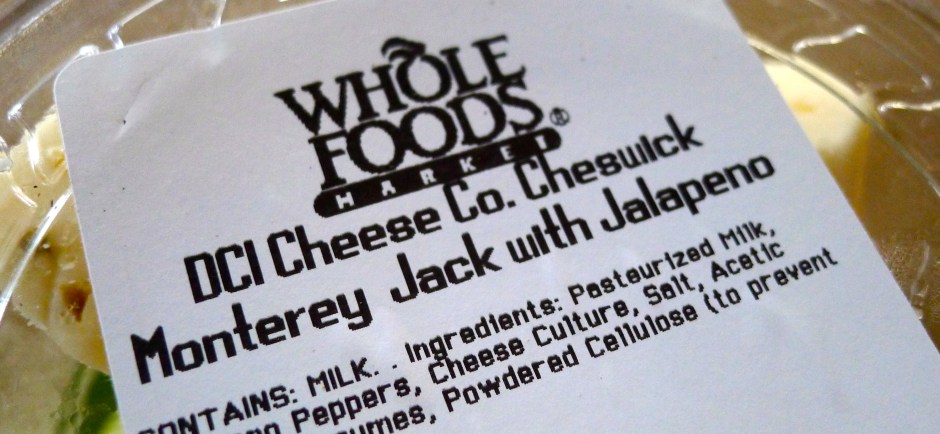 WHOLE
FOODS®
MARKET
DCI Cheese Co. Cheswick
Monterey Jack with Jalapeno
CONTAINS: MILK. . Ingredients: Pasteurized Milk,
Peppers, Cheese Culture, Salt, Acetic
Powdered Cellulose (to prevent